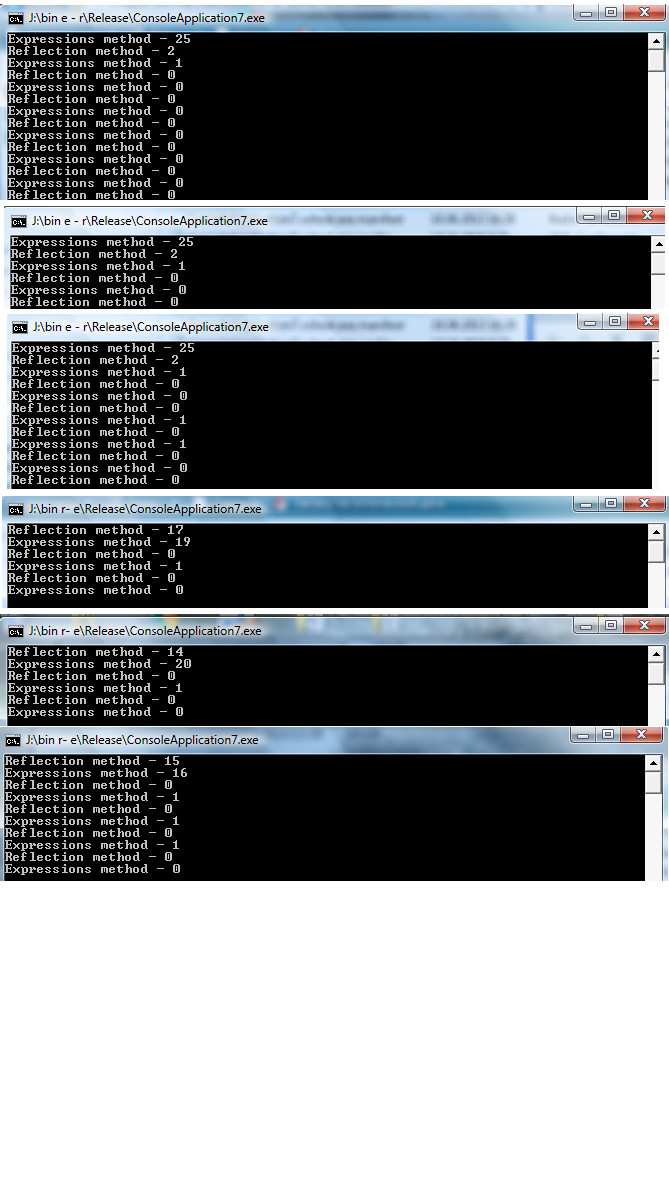 J:\bin e - r\Release\ConsoleApplication7.exe
Expressions method - 25
Reflection method - 2
Expressions method - 1
Reflection method - 0
Expressions method - 0
Reflection method - 0
Expressions method - 0
Reflection method - 0
Expressions method - 0
Reflection method - 0
Expressions method - 0
Reflection method - 0
Expressions method - 0
Reflection method - 0
J:\bin e - r\Release\ConsoleApplication7.exe
Expressions method - 25
Reflection method - 2
Expressions method - 1
Reflection method - 0
Expressions method - 0
Reflection method - 0
J:\bin e - r\Release\ConsoleApplication7.exe
Expressions method - 25
Reflection method - 2
Expressions method - 1
Reflection method - 0
Expressions method - 0
Reflection method - 0
Expressions method - 1
Reflection method - 0
Expressions method - 1
Reflection method - 0
Expressions method - 0
Reflection method - 0
J:\bin r- e\Release\ConsoleApplication7.exe
Reflection method - 17
Expressions method - 19
Reflection method - 0
Expressions method - 1
Reflection method - 0
Expressions method - 0
J:\bin r- e\Release\ConsoleApplication7.exe
Reflection method - 14
Expressions method - 20
Reflection method - 0
Expressions method - 1
Reflection method - 0
Expressions method - 0
J:\bin r- e\Release\ConsoleApplication7.exe
Reflection method - 15
Expressions method - 16
Reflection method - 0
Expressions method - 1
Reflection method - 0
Expressions method - 1
Reflection method - 0
Expressions method - 1
Reflection method - 0
Expressions method - 0